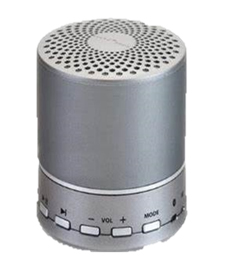 − VOL + MODE